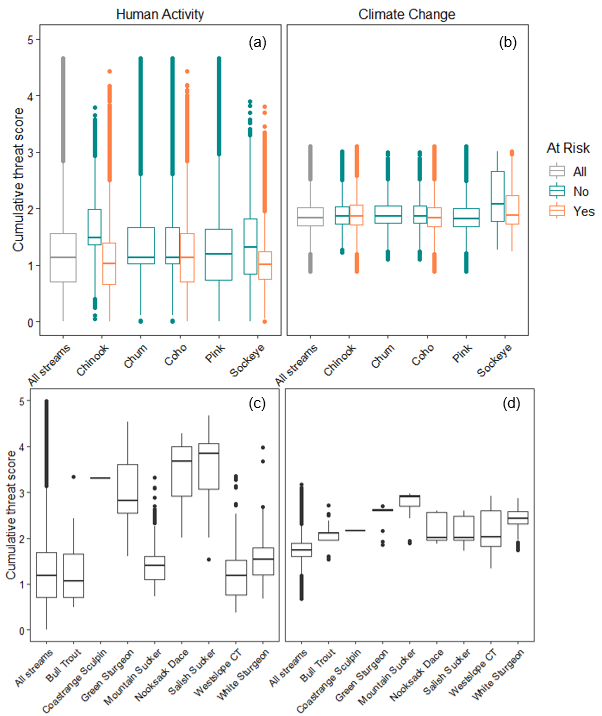 Human Activity
Climate Change
Cumulative threat score
5
4
3
2
1
0
(a)
(b)
All streams
Chinook
Chum
Coho
Pink
Sockeye
All streams
Chinook
Chum
Coho
Pink
Sockeye
At Risk
All
No
Yes
Cumulative threat score
5
4
3
2
1
0
(c)
(d)
All streams
Bull Trout
Coastrange Sculpin
Green Sturgeon
Mountain Sucker
Nooksack Dace
Salish Sucker
Westslope CT
White Sturgeon
All streams
Bull Trout
Coastrange Sculpin
Green Sturgeon
Mountain Sucker
Nooksack Dace
Salish Sucker
Westslope CT
White Sturgeon